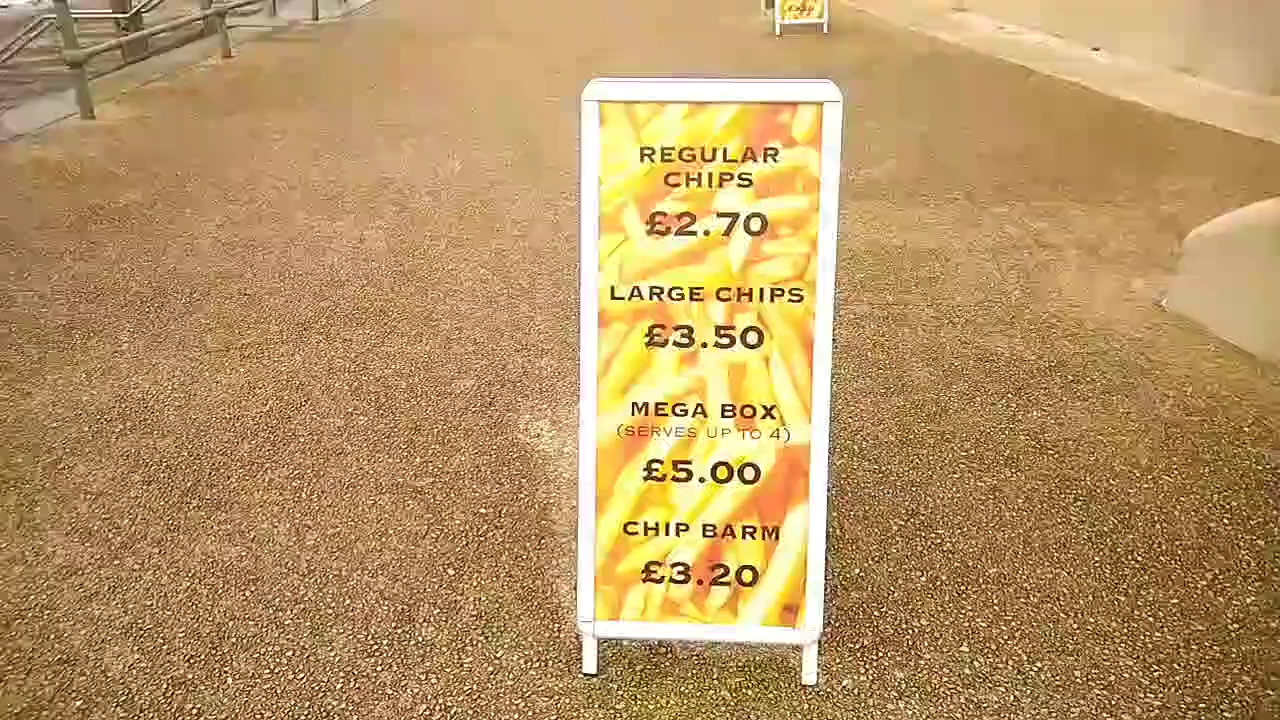 REGULAR
CHIPS
£2.70
LARGE CHIPS
£3.50
MEGA BOX
(SERVES UP TO 4)
£5.00
CHIP BARM
£3.20